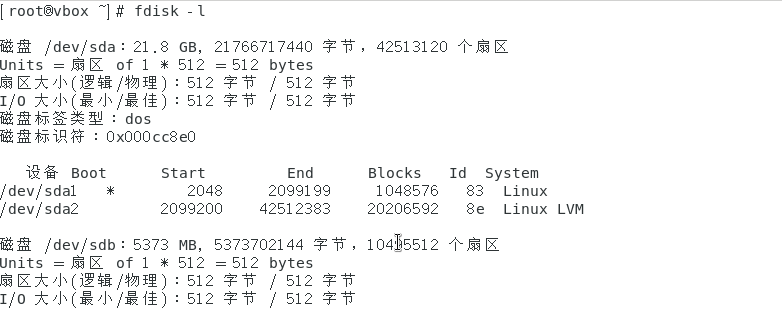 [root@vbox ~]# fdisk -l
磁盘 /dev/sda：21.8 GB, 21766717440 字节，42513120 个扇区
Units = 扇区 of 1 * 512 = 512 bytes
扇区大小(逻辑/物理)：512 字节 / 512 字节
I/O 大小(最小/最佳)：512 字节 / 512 字节
磁盘标签类型：dos
磁盘标识符：0x000cc8e0
设备 Boot Start End Blocks Id System
/dev/sda1 * 2048 2099199 1048576 83 Linux
/dev/sda2 2099200 42512383 20206592 8e Linux LVM
磁盘 /dev/sdb：5373 MB, 5373702144 字节，10495512 个扇区
Units = 扇区 of 1 * 512 = 512 bytes
扇区大小(逻辑/物理)：512 字节 / 512 字节
I/O 大小(最小/最佳)：512 字节 / 512 字节